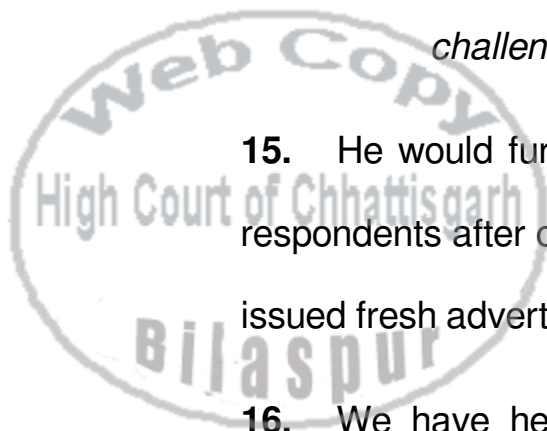 challen
Web Copy
15. He would fur
High Court of Chhattisgarh
respondents after
issued fresh advert
Bilaspur
16. We have he